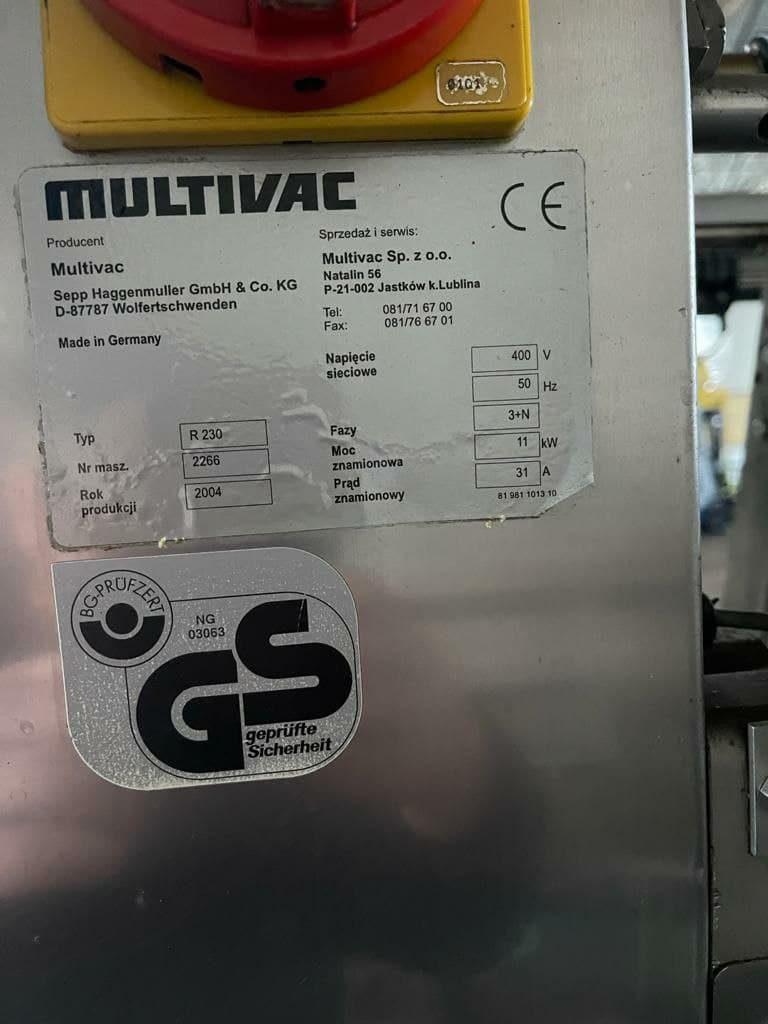 MULTIVAC
CE
Producent
Multivac
Sepp Haggenmuller GmbH & Co. KG
D-87787 Wolfertschwenden
Made in Germany
Sprzedaż i serwis:
Multivac Sp. z o.o.
Natalin 56
P-21-002 Jastków k.Lublina
Tel: 081/71 67 00
Fax: 081/76 67 01
Napięcie sieciowe 400 V
50 Hz
Typ R 230
Nr masz. 2266
Rok produkcji 2004
Fazy 3+N
Moc znamionowa 11 kW
Prąd znamionowy 31 A
81 981 1013 10
BG-PRÜFZERT
NG
03063
GS
geprüfte
Sicherheit